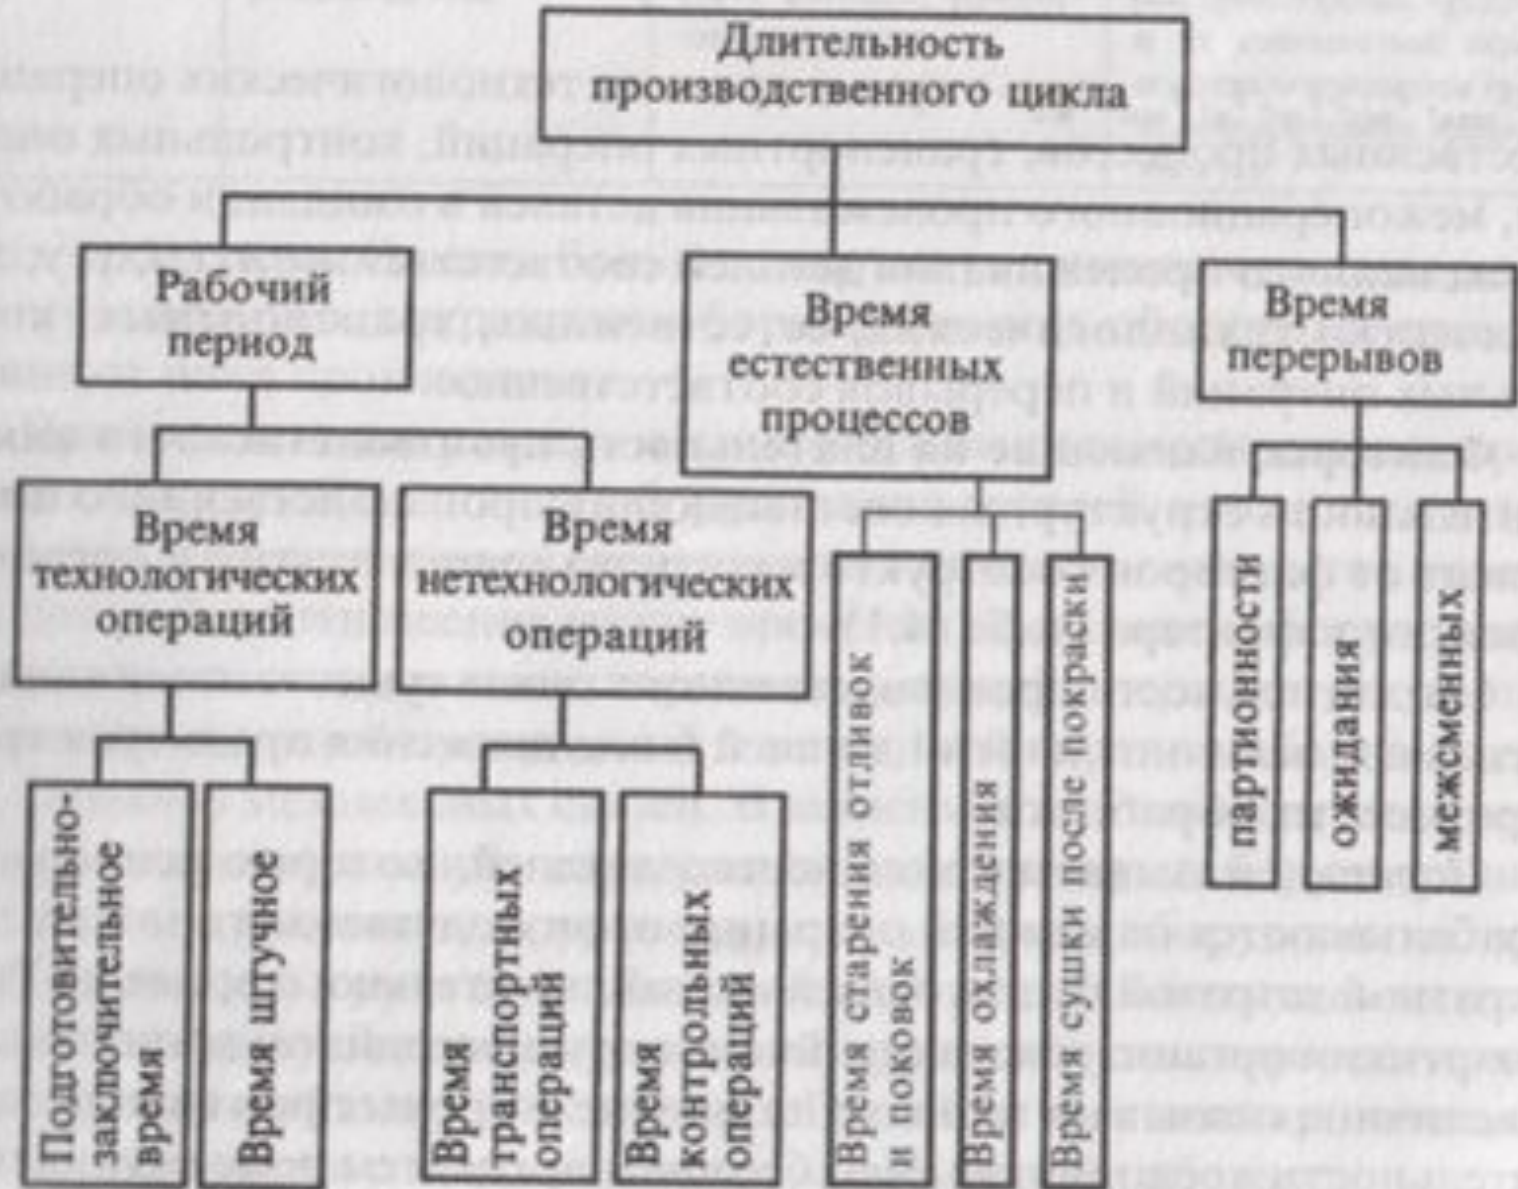 Длительность
производственного цикла
Рабочий
период
Время
естественных
процессов
Время
перерывов
Время
технологических
операций
Время
нетехнологических
операций
Подготовительно-
заключительное
время
Время штучное
Время
транспортных
операций
Время
контрольных
операций
Время старения отливок
и поковок
Время охлаждения
Время сушки после покраски
партионности
ожидания
межсменных